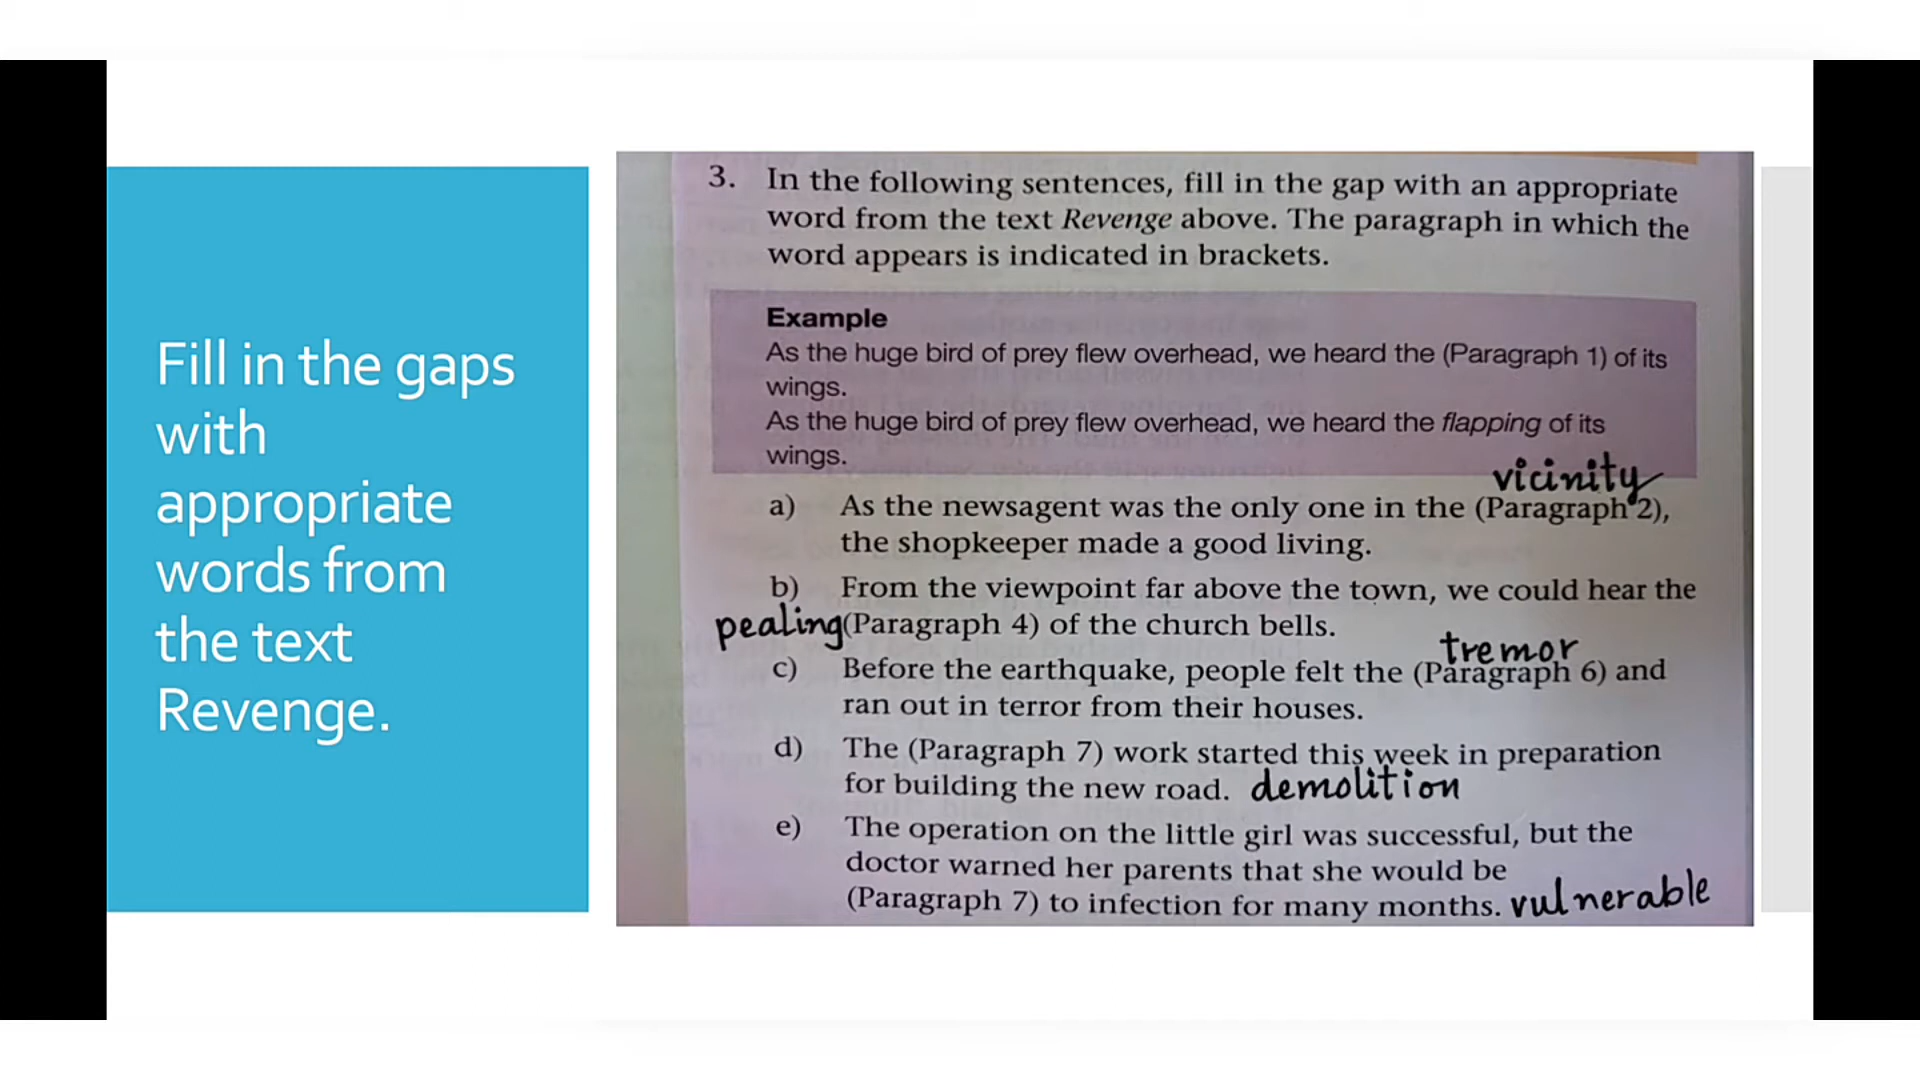 Fill in the gaps
with
appropriate
words from
the text
Revenge.
3. In the following sentences, fill in the gap with an appropriate
word from the text Revenge above. The paragraph in which the
word appears is indicated in brackets.
Example
As the huge bird of prey flew overhead, we heard the (Paragraph 1) of its
wings.
As the huge bird of prey flew overhead, we heard the flapping of its
wings.
vicinity
a) As the newsagent was the only one in the (Paragraph 2),
the shopkeeper made a good living.
b) From the viewpoint far above the town, we could hear the
pealing (Paragraph 4) of the church bells.
tremor
c) Before the earthquake, people felt the (Paragraph 6) and
ran out in terror from their houses.
d) The (Paragraph 7) work started this week in preparation
for building the new road. demolition
e) The operation on the little girl was successful, but the
doctor warned her parents that she would be
(Paragraph 7) to infection for many months. vulnerable